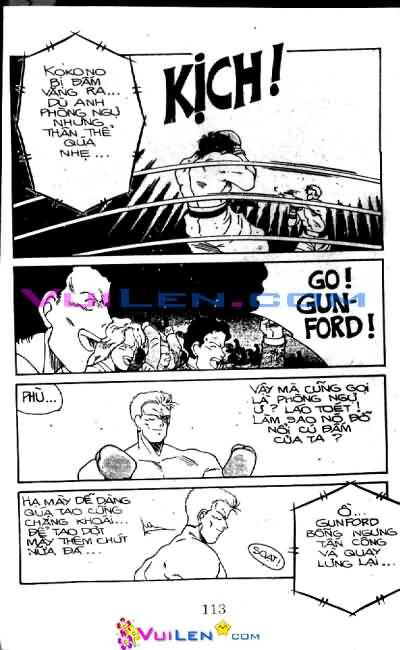 KOKONO
BỊ ĐẤM
VĂNG RA...
DÙ ANH
PHÒNG NGỰ
NHƯNG
THÂN THỂ
QUÁ
NHẸ...
KỊCH!
GO!
GUN
FORD!
VUILEN.COM
PHÙ...
VẬY MÀ CŨNG GỌI
LÀ PHÒNG NGỰ
Ư? LÁO TOÉT!
LÀM SAO NÓ ĐỠ
NỔI CÚ ĐẤM
CỦA TA?
HẠ MÀY DỄ DÀNG
QUÁ TAO CŨNG
CHẲNG KHOÁI...
ĐỂ TAO DỢT
MÀY THÊM CHÚT
NỮA ĐÃ...
SOẠT!
Ồ...
GUNFORD
BỖNG NGƯNG
TẤN CÔNG
VÀ QUAY
LƯNG LẠI...
113
VUILEN.COM